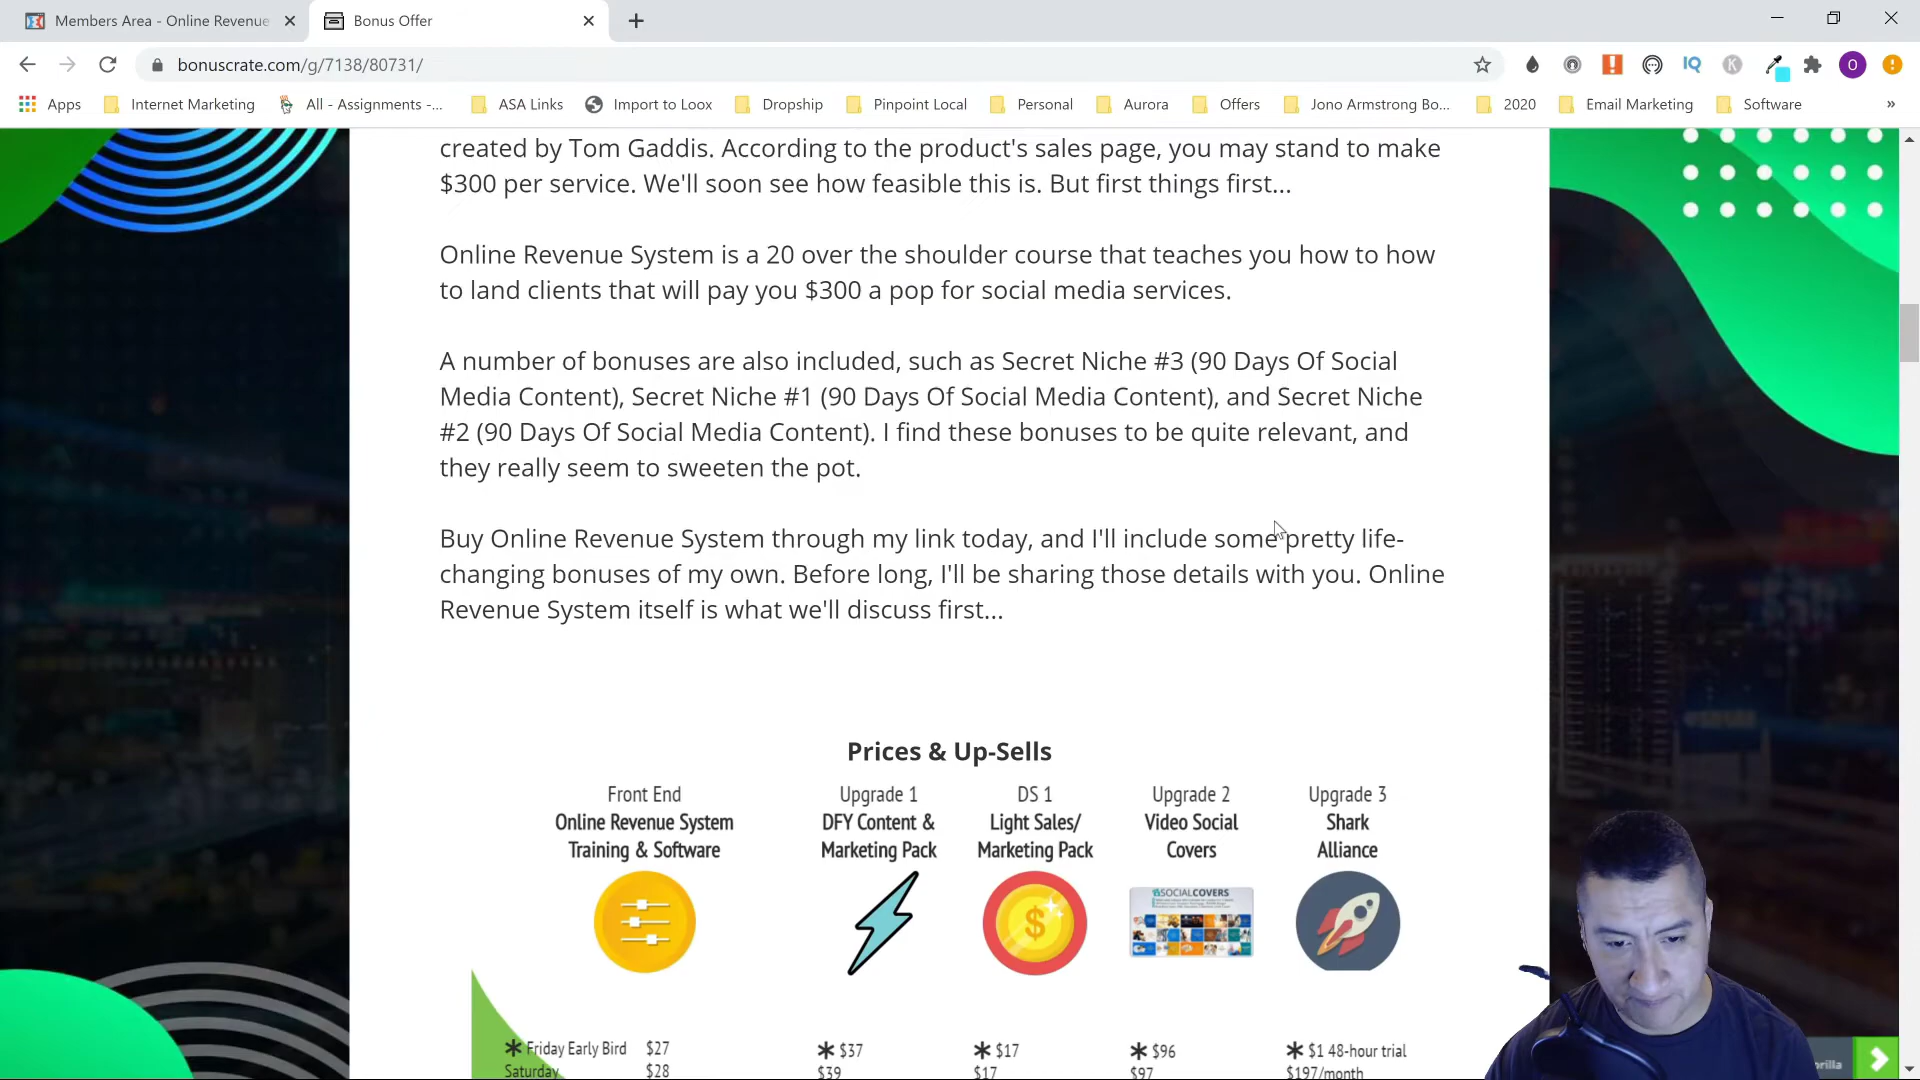 Members Area - Online Revenue
Bonus Offer
bonuscrate.com/g/7138/80731/
IQ
K
O
Apps
Internet Marketing
All - Assignments -...
ASA Links
Import to Loox
Dropship
Pinpoint Local
Personal
Aurora
Offers
Jono Armstrong Bo...
2020
Email Marketing
Software
»
created by Tom Gaddis. According to the product's sales page, you may stand to make
$300 per service. We'll soon see how feasible this is. But first things first...
Online Revenue System is a 20 over the shoulder course that teaches you how to how
to land clients that will pay you $300 a pop for social media services.
A number of bonuses are also included, such as Secret Niche #3 (90 Days Of Social
Media Content), Secret Niche #1 (90 Days Of Social Media Content), and Secret Niche
#2 (90 Days Of Social Media Content). I find these bonuses to be quite relevant, and
they really seem to sweeten the pot.
Buy Online Revenue System through my link today, and I'll include some pretty life-
changing bonuses of my own. Before long, I'll be sharing those details with you. Online
Revenue System itself is what we'll discuss first...
Prices & Up-Sells
Front End
Online Revenue System
Training & Software
Upgrade 1
DFY Content &
Marketing Pack
DS 1
Light Sales/
Marketing Pack
Upgrade 2
Video Social
Covers
Upgrade 3
Shark
Alliance
SOCIALCOVERS
* Friday Early Bird $27
* $37
* $17
* $96
* $1 48-hour trial
Saturday $28
$39
$17
$97
$197/month